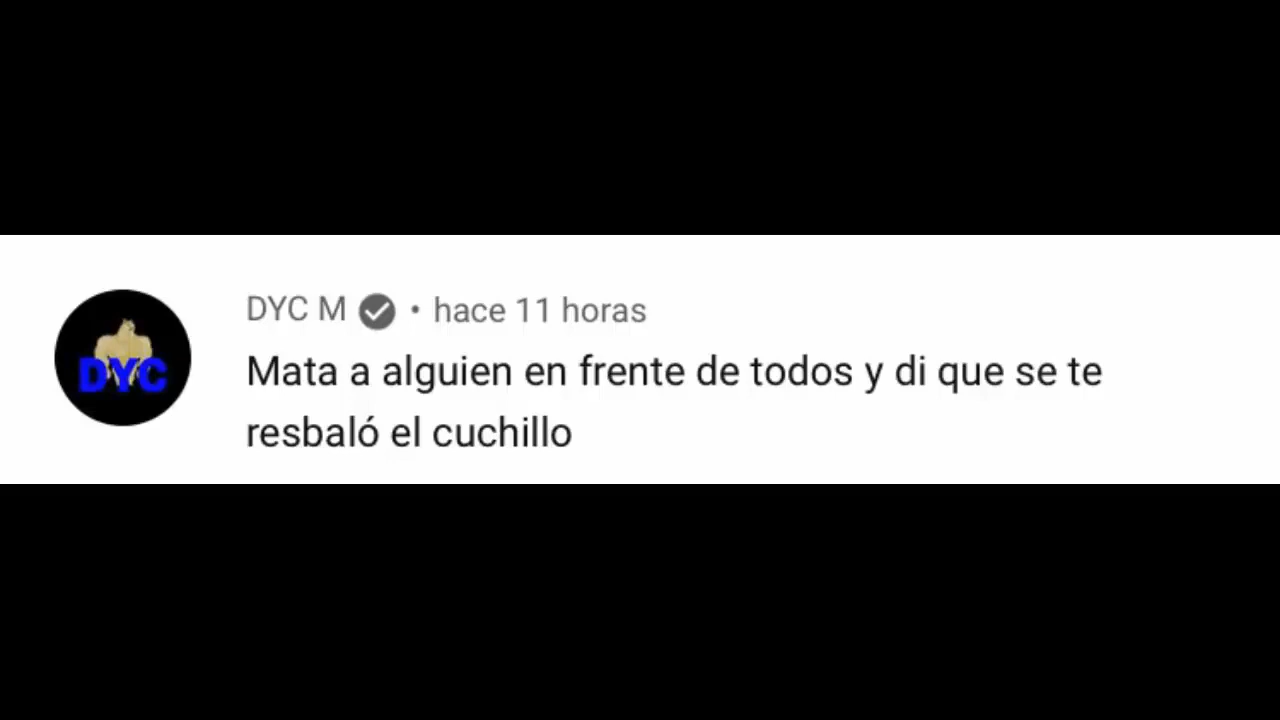 DYC
DYC M • hace 11 horas
Mata a alguien en frente de todos y di que se te
resbaló el cuchillo